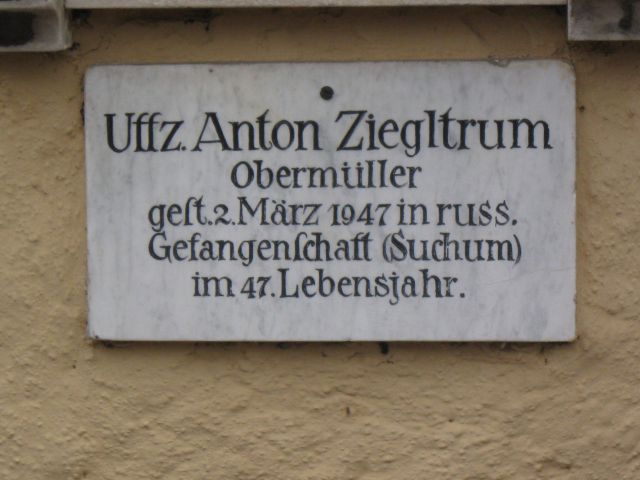 Uffz. Anton Ziegltrum
Obermüller
geſt. 2. März 1947 in russ.
Gefangenſchaft (Suchum)
im 47. Lebensjahr.